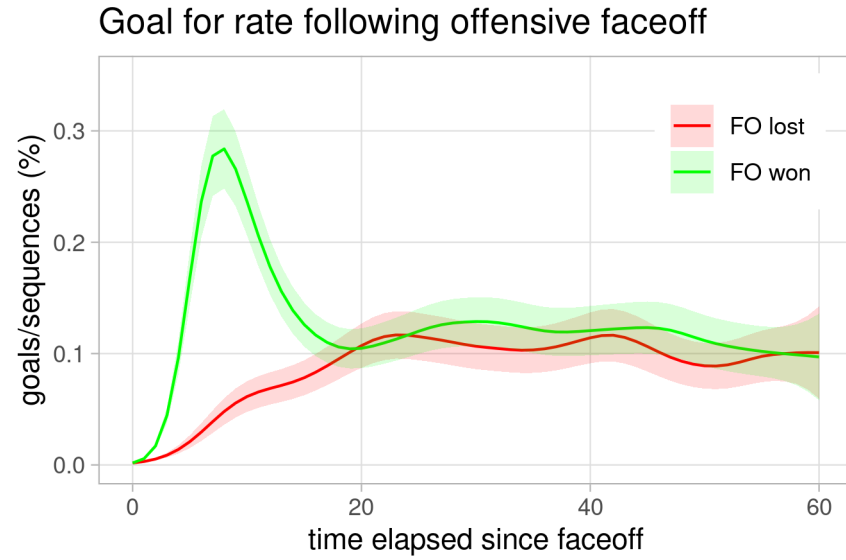 Goal for rate following offensive faceoff
goals/sequences (%)
0.3
0.2
0.1
0.0
FO lost
FO won
0 20 40 60
time elapsed since faceoff